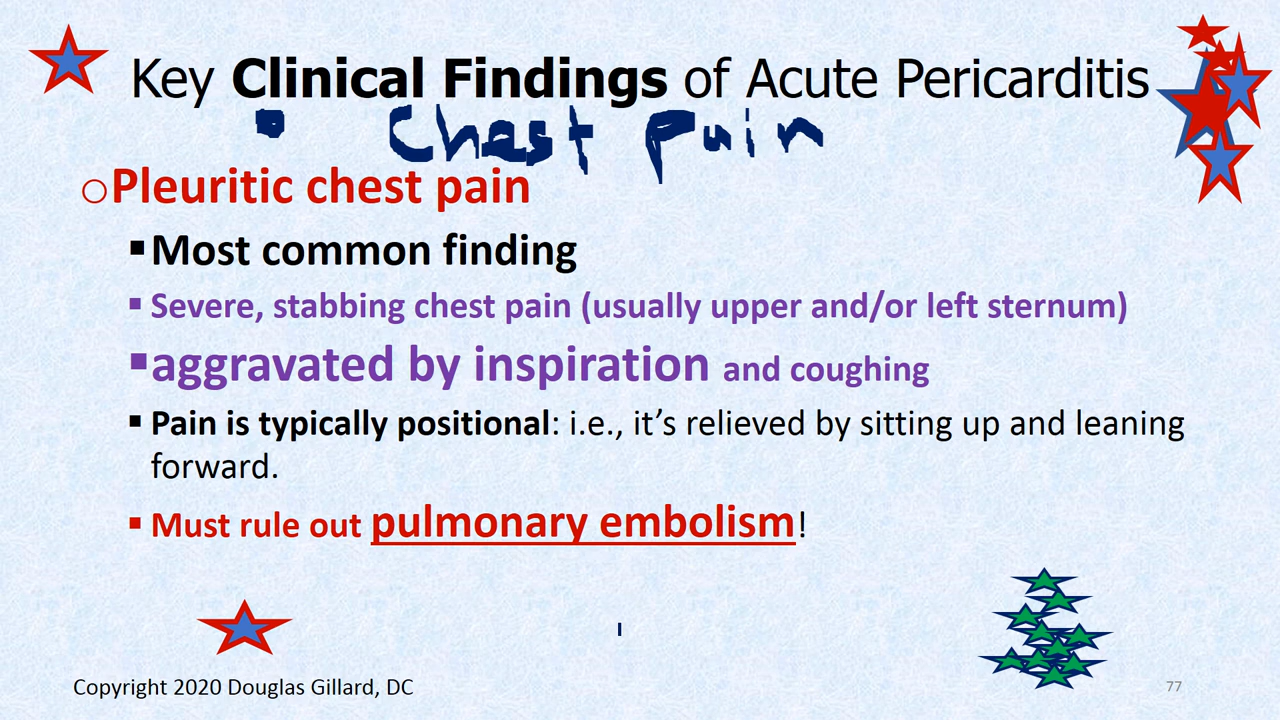 Key Clinical Findings of Acute Pericarditis
Chest Pain
oPleuritic chest pain
▪Most common finding
▪ Severe, stabbing chest pain (usually upper and/or left sternum)
▪aggravated by inspiration and coughing
▪ Pain is typically positional: i.e., it’s relieved by sitting up and leaning
forward.
▪ Must rule out pulmonary embolism!
Copyright 2020 Douglas Gillard, DC
77